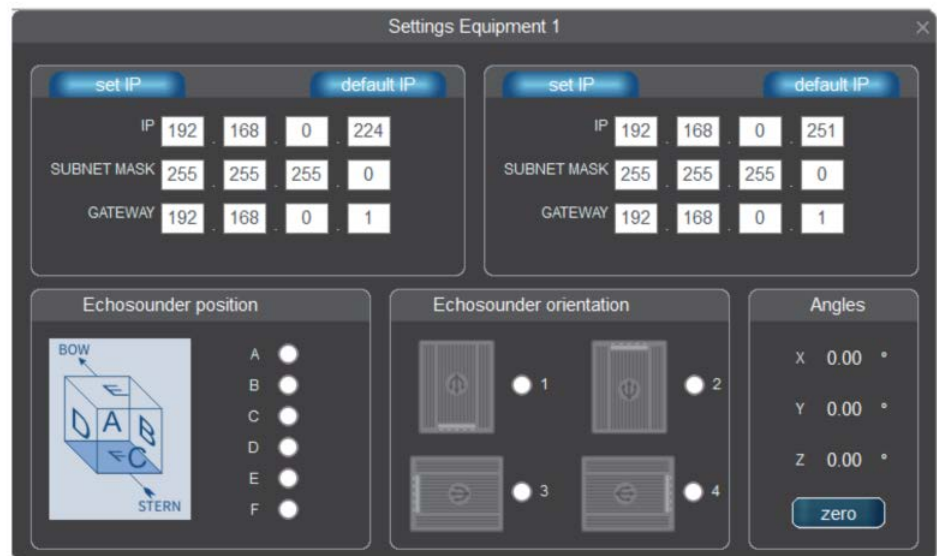 Settings Equipment 1
set IP default IP
IP 192 . 168 . 0 . 224
SUBNET MASK 255 . 255 . 255 . 0
GATEWAY 192 . 168 . 0 . 1
set IP default IP
IP 192 . 168 . 0 . 251
SUBNET MASK 255 . 255 . 255 . 0
GATEWAY 192 . 168 . 0 . 1
Echosounder position
BOW
E
D A B
F C
STERN
A
B
C
D
E
F
Echosounder orientation
1
2
3
4
Angles
X 0.00 °
Y 0.00 °
Z 0.00 °
zero